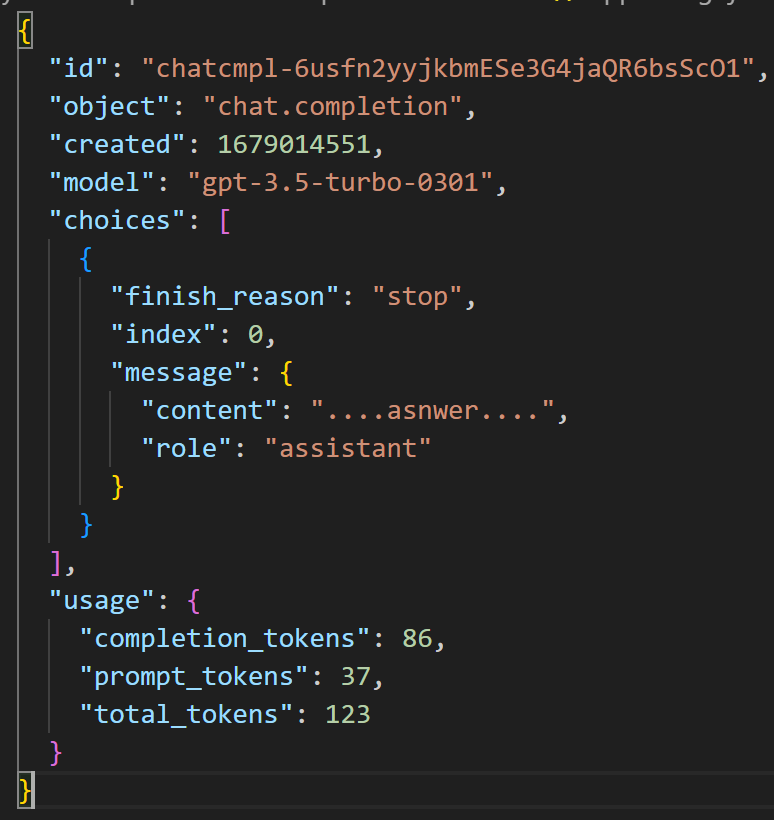 {
"id": "chatcmpl-6usfn2yyjkbmESe3G4jaQR6bsScO1",
"object": "chat.completion",
"created": 1679014551,
"model": "gpt-3.5-turbo-0301",
"choices": [
{
"finish_reason": "stop",
"index": 0,
"message": {
"content": "....asnwer....",
"role": "assistant"
}
}
],
"usage": {
"completion_tokens": 86,
"prompt_tokens": 37,
"total_tokens": 123
}
}